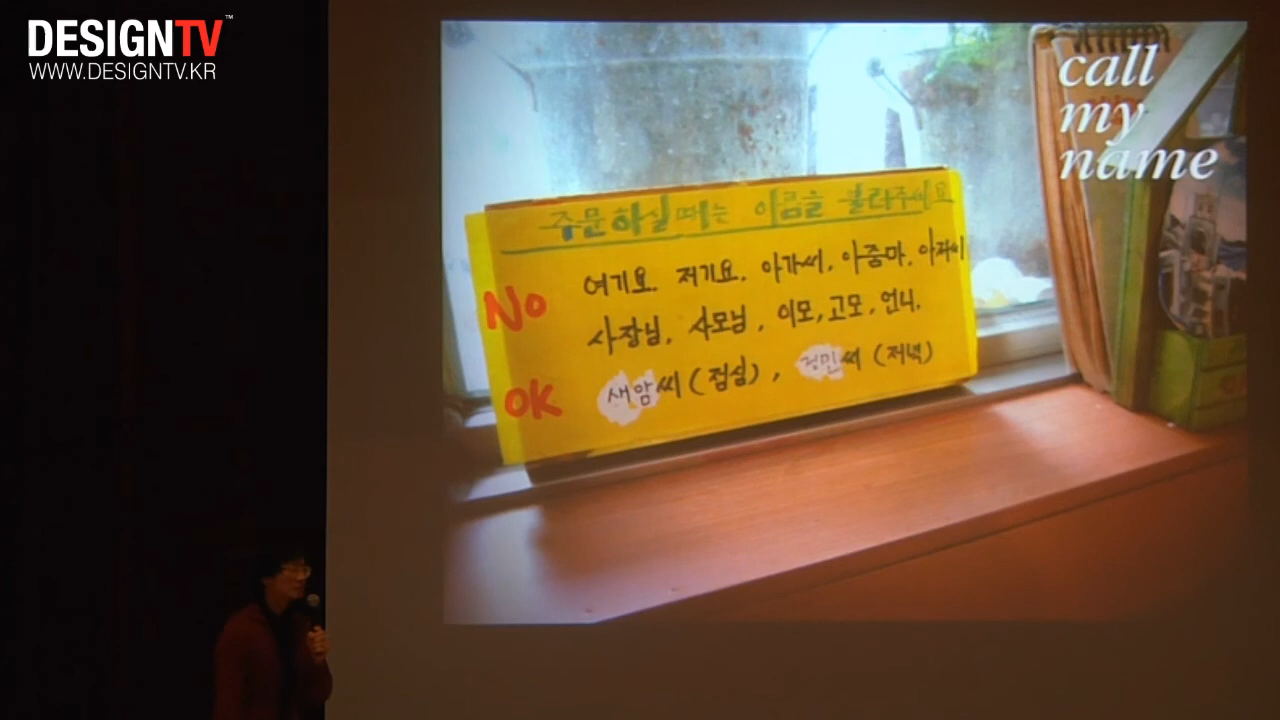 DESIGNTV™
WWW.DESIGNTV.KR
call
my
name
주문하실 때는 이름을 불러주세요
No
여기요. 저기요. 아가씨, 아줌마, 아저씨
사장님, 사모님, 이모, 고모, 언니.
OK
새암씨 (점심), 경민씨 (저녁)